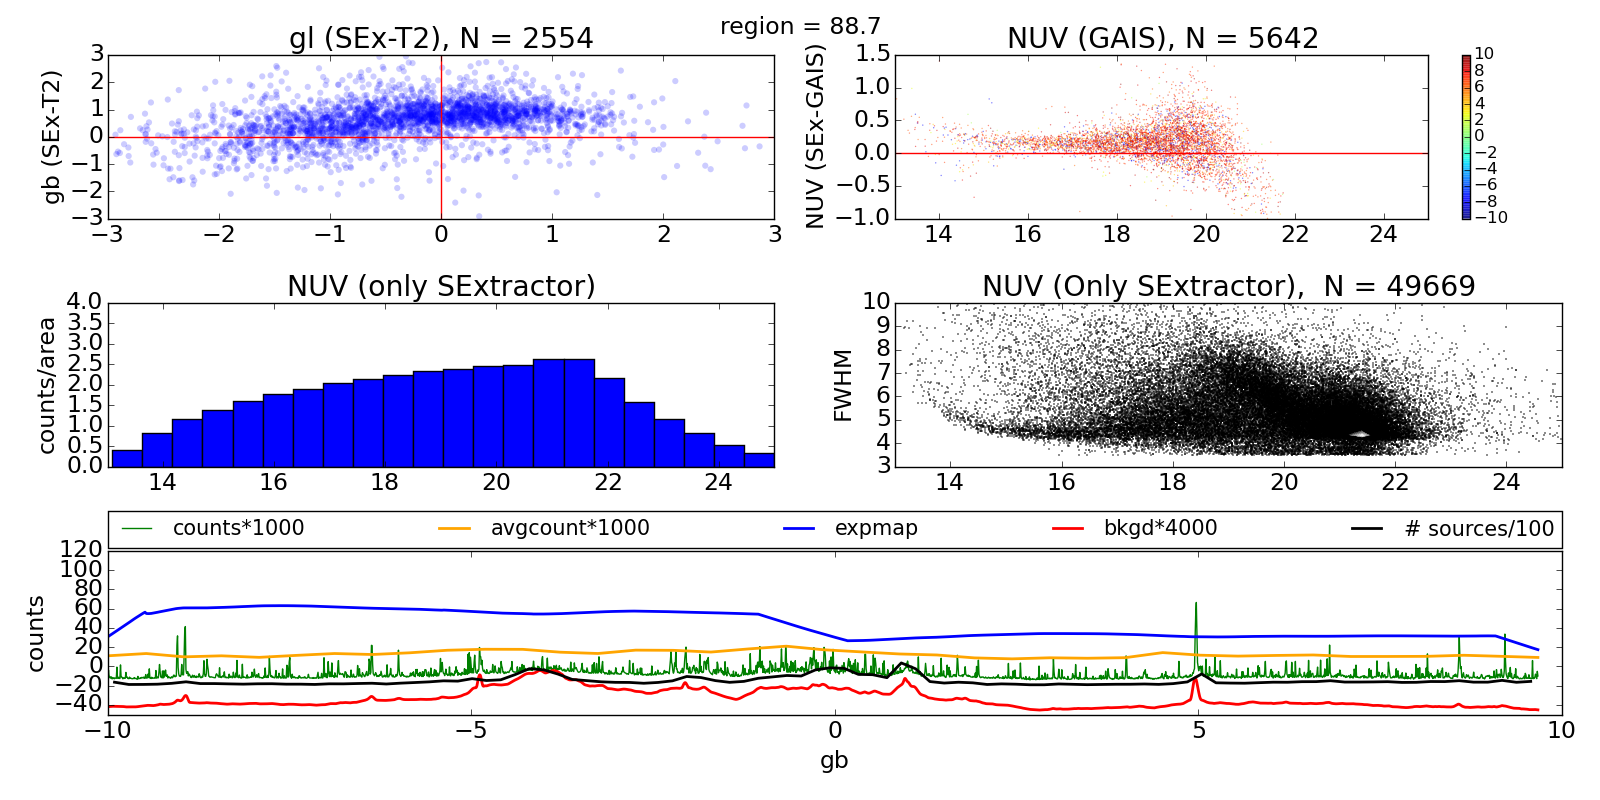 region = 88.7
gl (SEx-T2), N = 2554
gb (SEx-T2)
3
2
1
0
−1
−2
−3
−3 −2 −1 0 1 2 3
NUV (GAIS), N = 5642
NUV (SEx-GAIS)
1.5
1.0
0.5
0.0
−0.5
−1.0
14 16 18 20 22 24
10
8
6
4
2
0
−2
−4
−6
−8
−10
NUV (only SExtractor)
counts/area
4.0
3.5
3.0
2.5
2.0
1.5
1.0
0.5
0.0
14 16 18 20 22 24
NUV (Only SExtractor), N = 49669
FWHM
10
9
8
7
6
5
4
3
14 16 18 20 22 24
counts*1000 avgcount*1000 expmap bkgd*4000 # sources/100
counts
120
100
80
60
40
20
0
−20
−40
−10 −5 0 5 10
gb